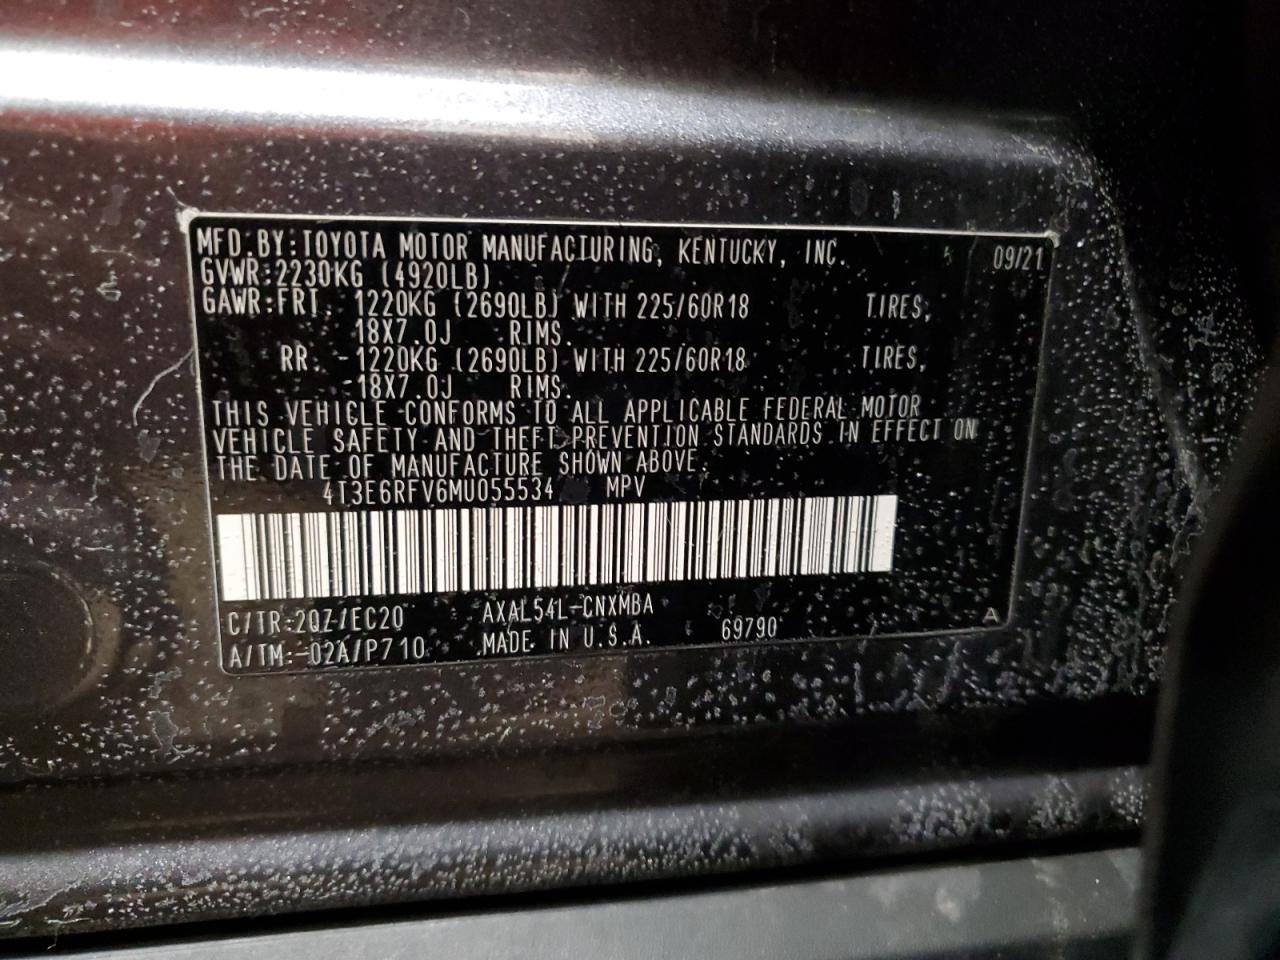 MFD.BY:TOYOTA MOTOR MANUFACTURING, KENTUCKY, INC. 09/21
GVWR:2230KG (4920LB)
GAWR:FRT. 1220KG (2690LB) WITH 225/60R18 TIRES,
18X7.0J RIMS.
RR. 1220KG (2690LB) WITH 225/60R18 TIRES,
18X7.0J RIMS.
THIS VEHICLE CONFORMS TO ALL APPLICABLE FEDERAL MOTOR
VEHICLE SAFETY AND THEFT PREVENTION STANDARDS IN EFFECT ON
THE DATE OF MANUFACTURE SHOWN ABOVE.
4T3E6RFV6MU055534 MPV
C/TR:2QZ/EC20 AXAL54L-CNXMBA
A/TM:-02A/P710 MADE IN U.S.A. 69790 A